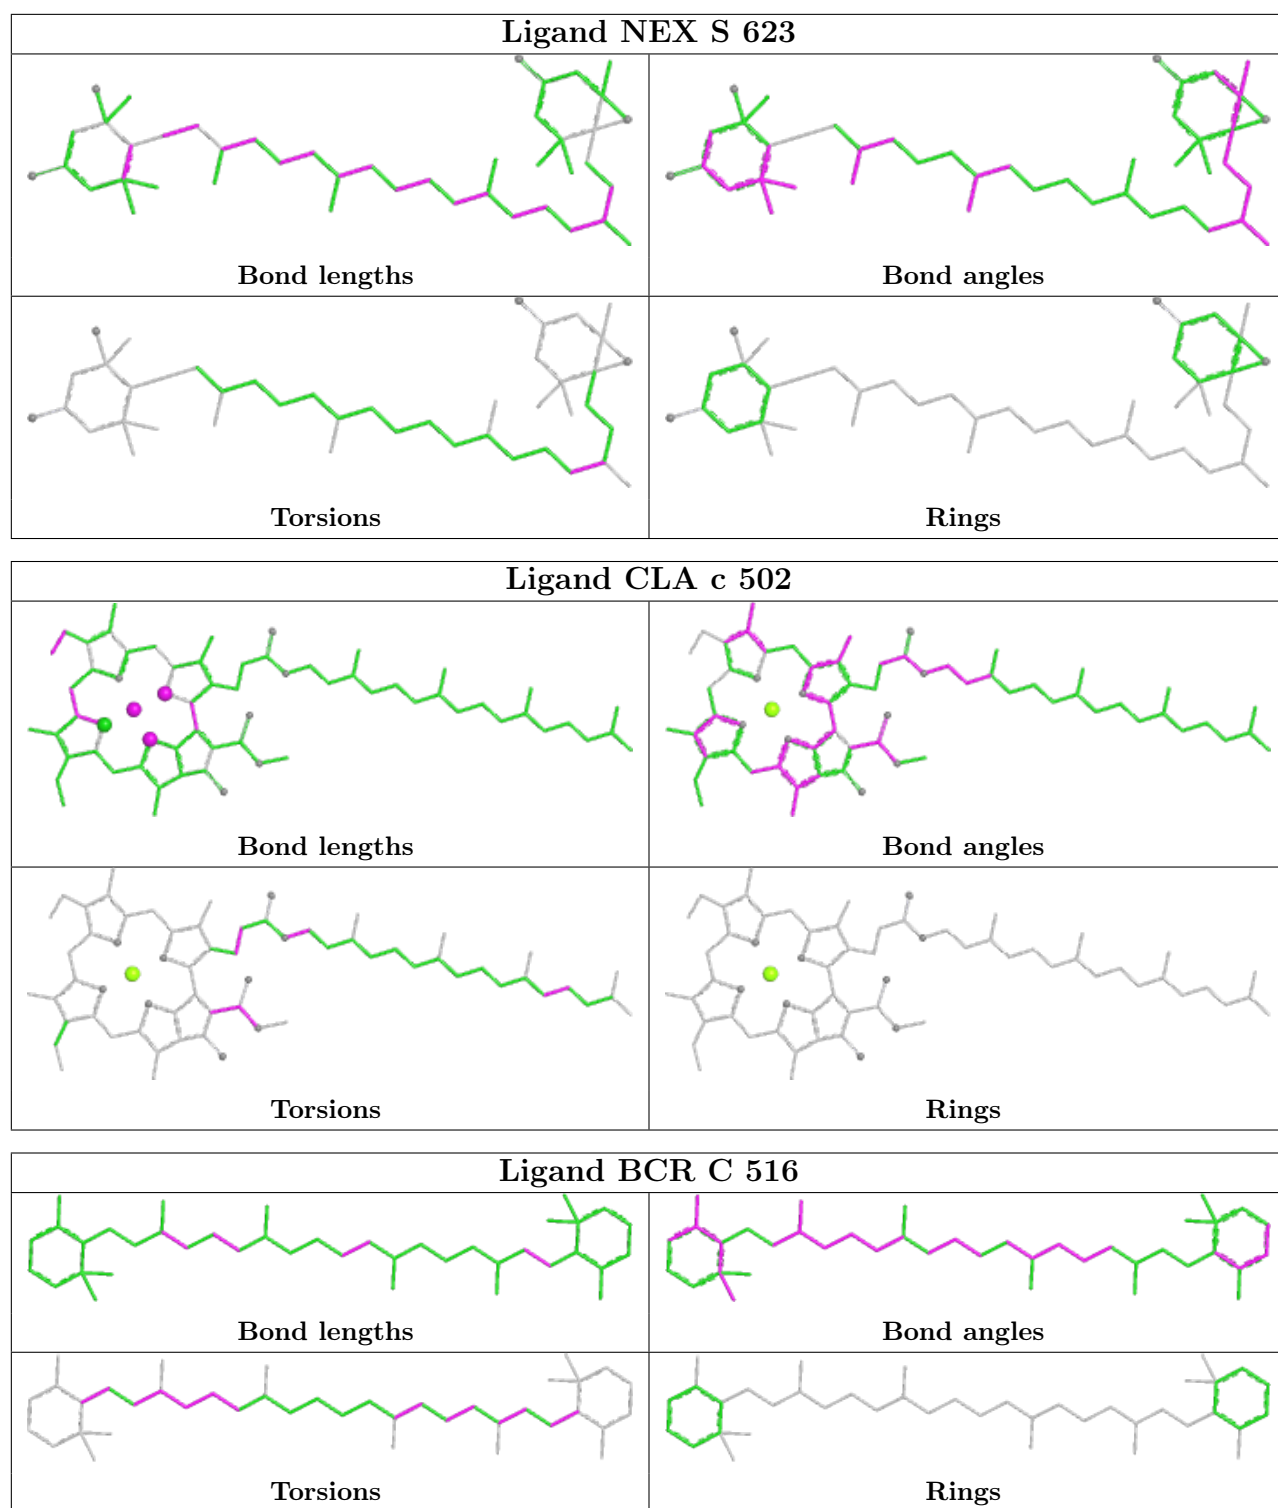 Ligand NEX S 623
Bond lengths
Bond angles
Torsions
Rings
Ligand CLA c 502
Bond lengths
Bond angles
Torsions
Rings
Ligand BCR C 516
Bond lengths
Bond angles
Torsions
Rings